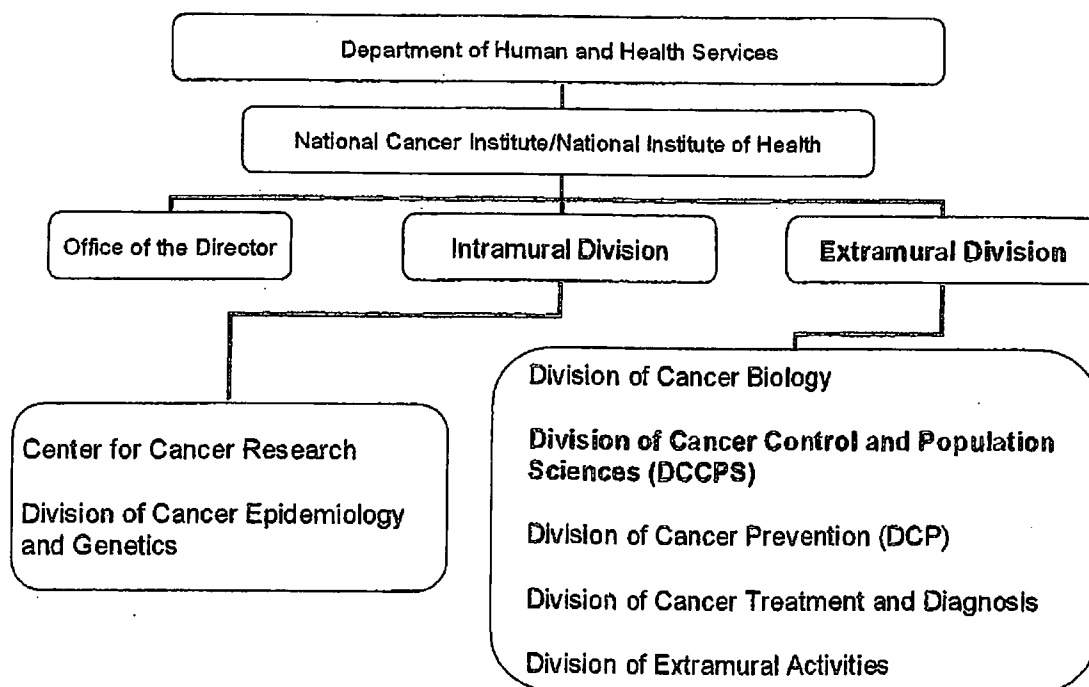 Department of Human and Health Services
National Cancer Institute/National Institute of Health
Office of the Director
Intramural Division
Extramural Division
Center for Cancer Research
Division of Cancer Epidemiology
and Genetics
Division of Cancer Biology
Division of Cancer Control and Population
Sciences (DCCPS)
Division of Cancer Prevention (DCP)
Division of Cancer Treatment and Diagnosis
Division of Extramural Activities